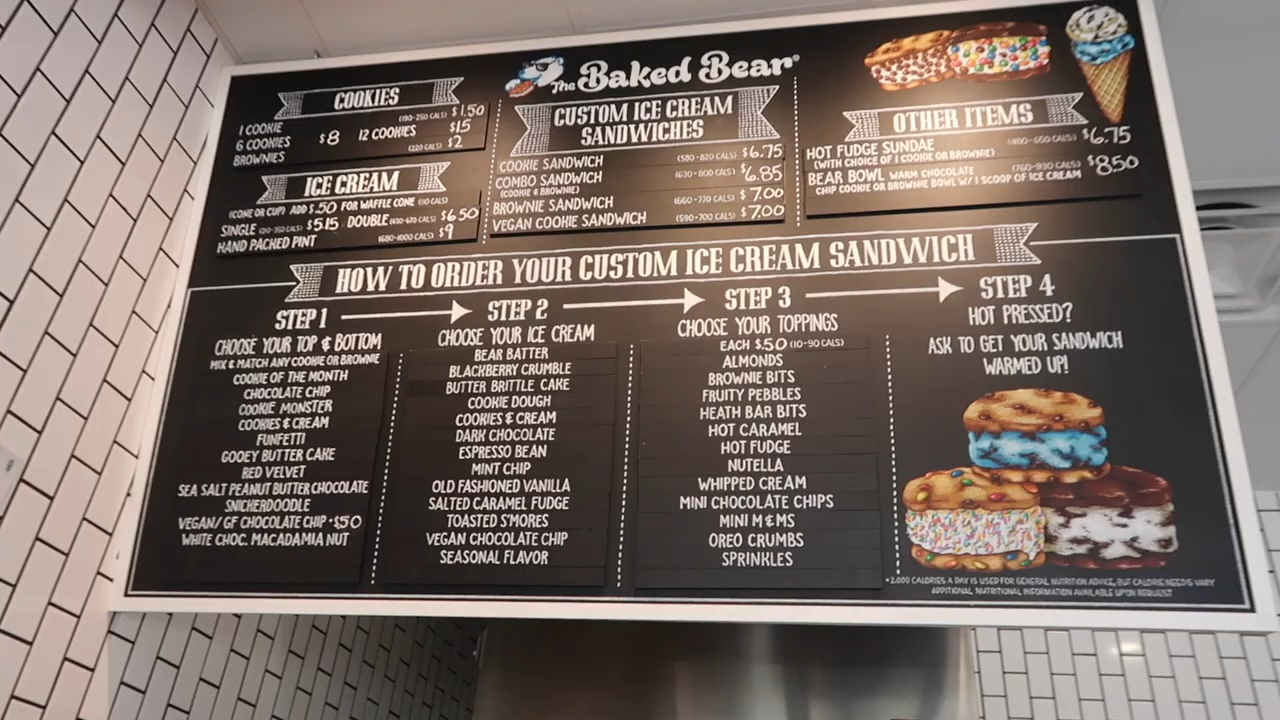 The Baked Bear®
COOKIES
1 COOKIE (190-250 CALS) $1.50
6 COOKIES $8 12 COOKIES $15
BROWNIES (220 CALS) $2
ICE CREAM
(CONE OR CUP) ADD $.50 FOR WAFFLE CONE (110 CALS)
SINGLE $5.15 DOUBLE $6.50
HAND PACKED PINT (680-1000 CALS) $9
CUSTOM ICE CREAM
SANDWICHES
COOKIE SANDWICH (580-820 CALS) $6.75
COMBO SANDWICH (630-800 CALS) $6.85
(COOKIE & BROWNIE)
BROWNIE SANDWICH (660-770 CALS) $7.00
VEGAN COOKIE SANDWICH (590-700 CALS) $7.00
OTHER ITEMS
HOT FUDGE SUNDAE $6.75
(WITH CHOICE OF 1 COOKIE OR BROWNIE)
BEAR BOWL WARM CHOCOLATE (760-930 CALS) $8.50
CHIP COOKIE OR BROWNIE BOWL W/ 1 SCOOP OF ICE CREAM
HOW TO ORDER YOUR CUSTOM ICE CREAM SANDWICH
STEP 1
CHOOSE YOUR TOP & BOTTOM
MIX & MATCH ANY COOKIE OR BROWNIE
COOKIE OF THE MONTH
CHOCOLATE CHIP
COOKIE MONSTER
COOKIES & CREAM
FUNFETTI
GOOEY BUTTER CAKE
RED VELVET
SEA SALT PEANUT BUTTER CHOCOLATE
SNICKERDOODLE
VEGAN/ GF CHOCOLATE CHIP +$.50
WHITE CHOC. MACADAMIA NUT
STEP 2
CHOOSE YOUR ICE CREAM
BEAR BATTER
BLACKBERRY CRUMBLE
BUTTER BRITTLE CAKE
COOKIE DOUGH
COOKIES & CREAM
DARK CHOCOLATE
ESPRESSO BEAN
MINT CHIP
OLD FASHIONED VANILLA
SALTED CARAMEL FUDGE
TOASTED S'MORES
VEGAN CHOCOLATE CHIP
SEASONAL FLAVOR
STEP 3
CHOOSE YOUR TOPPINGS
EACH $.50 (10-90 CALS)
ALMONDS
BROWNIE BITS
FRUITY PEBBLES
HEATH BAR BITS
HOT CARAMEL
HOT FUDGE
NUTELLA
WHIPPED CREAM
MINI CHOCOLATE CHIPS
MINI M&MS
OREO CRUMBS
SPRINKLES
STEP 4
HOT PRESSED?
ASK TO GET YOUR SANDWICH
WARMED UP!
*2,000 CALORIES A DAY IS USED FOR GENERAL NUTRITION ADVICE, BUT CALORIE NEEDS VARY
ADDITIONAL NUTRITIONAL INFORMATION AVAILABLE UPON REQUEST